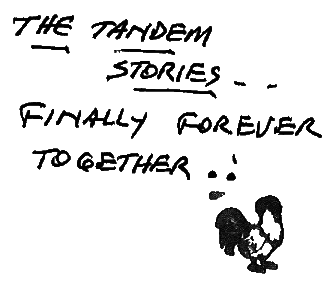 THE TANDEM
STORIES - -
FINALLY FOREVER
TOGETHER ..